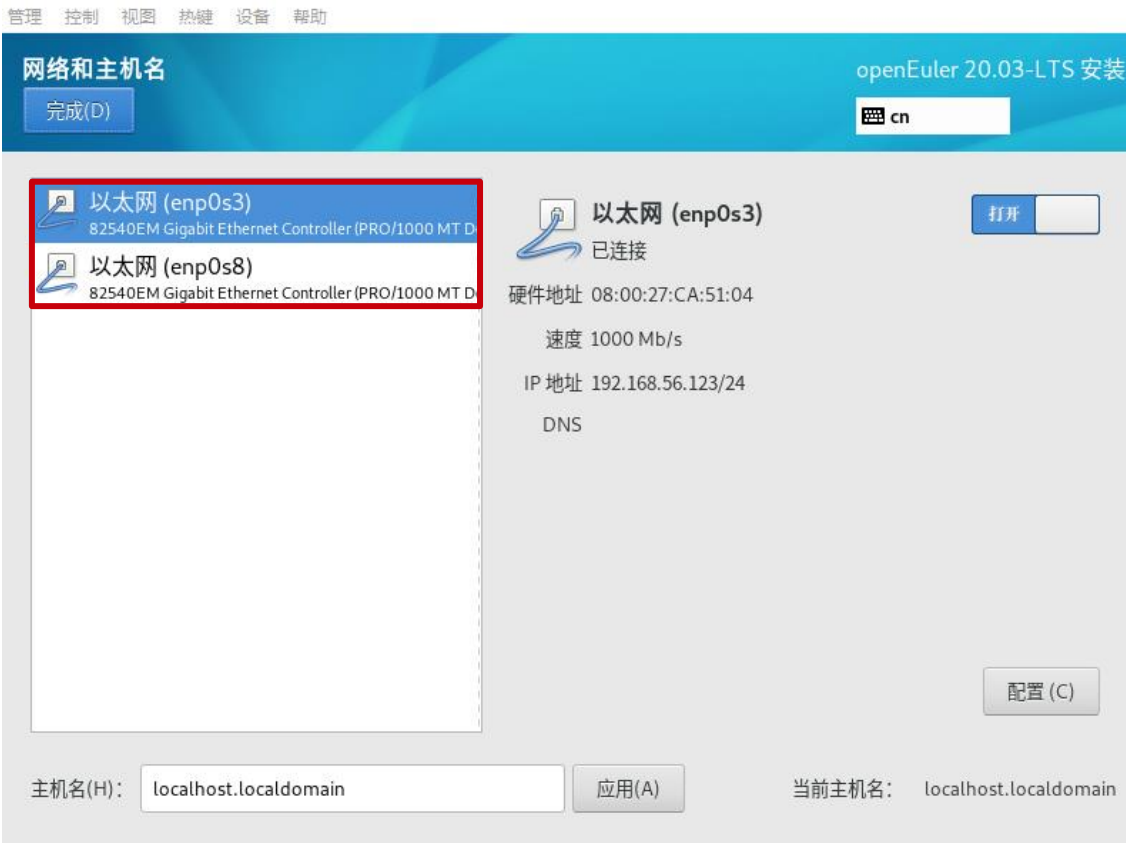 管理 控制 视图 热键 设备 帮助
网络和主机名
openEuler 20.03-LTS 安装
完成(D)
cn
以太网 (enp0s3)
82540EM Gigabit Ethernet Controller (PRO/1000 MT D
以太网 (enp0s8)
82540EM Gigabit Ethernet Controller (PRO/1000 MT D
以太网 (enp0s3)
已连接
打开
硬件地址 08:00:27:CA:51:04
速度 1000 Mb/s
IP 地址 192.168.56.123/24
DNS
配置 (C)
主机名(H)： localhost.localdomain 应用(A) 当前主机名： localhost.localdomain